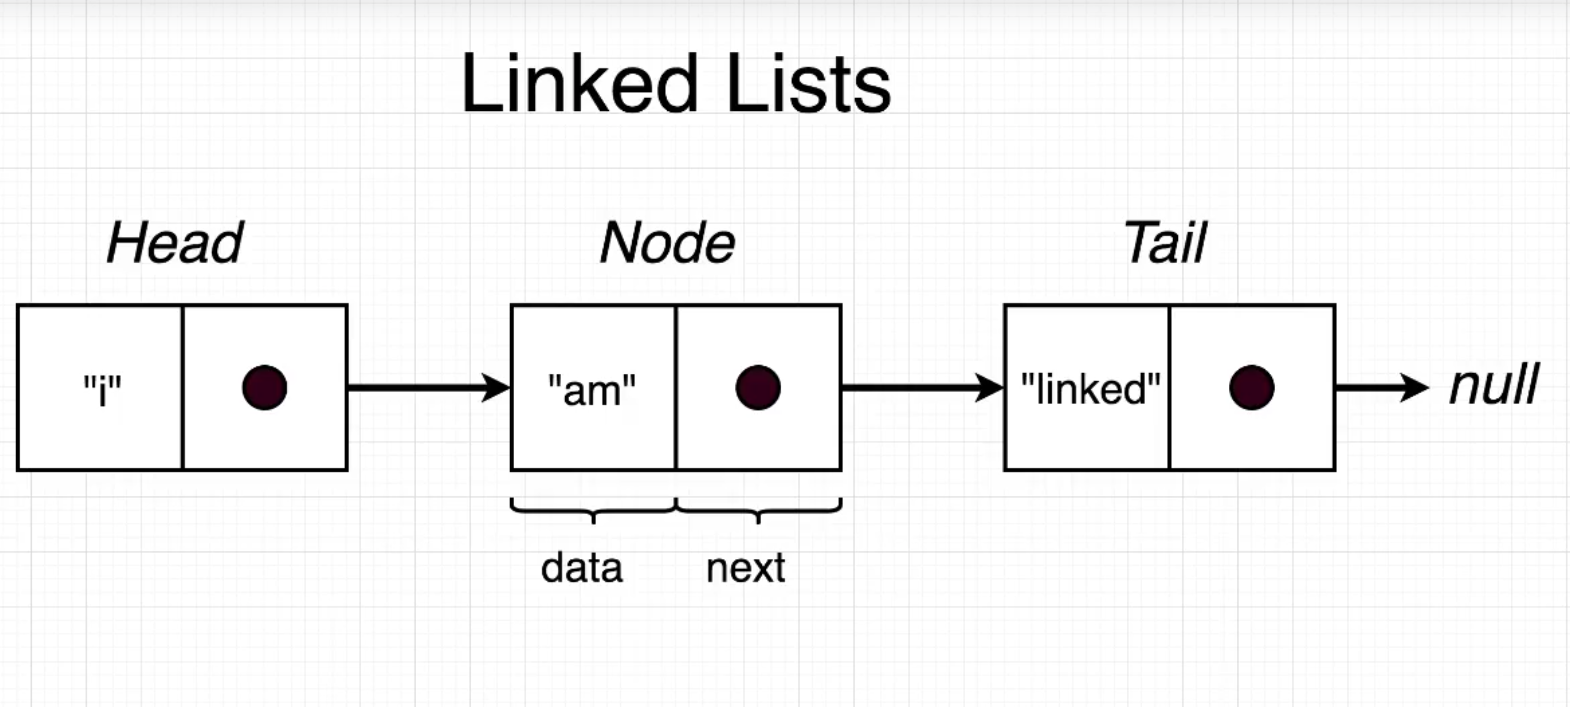 Linked Lists
Head Node Tail
"i" "am" "linked" null
data next